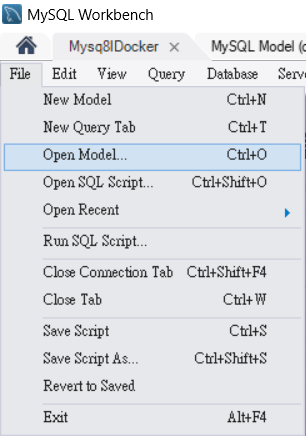 MySQL Workbench
Mysq8lDocker × MySQL Model (
File Edit View Query Database Serv
New Model Ctrl+N
New Query Tab Ctrl+T
Open Model... Ctrl+O
Open SQL Script... Ctrl+Shift+O
Open Recent
Run SQL Script...
Close Connection Tab Ctrl+Shift+F4
Close Tab Ctrl+W
Save Script Ctrl+S
Save Script As... Ctrl+Shift+S
Revert to Saved
Exit Alt+F4